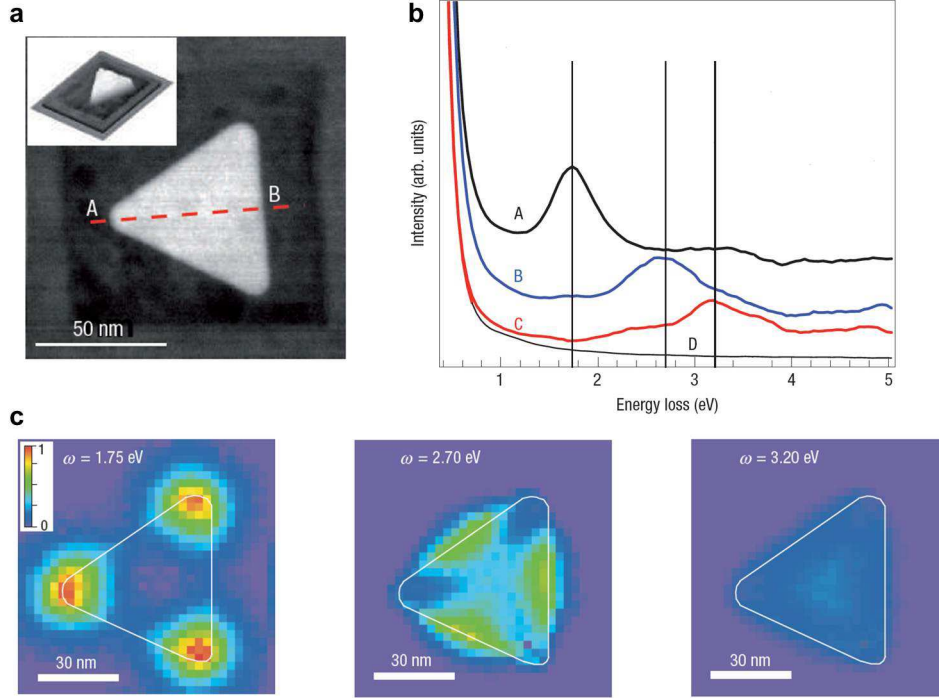 a
A
B
50 nm
b
Intensity (arb. units)
A
B
C
D
1 2 3 4 5
Energy loss (eV)
c
1
0
ω = 1.75 eV
30 nm
ω = 2.70 eV
30 nm
ω = 3.20 eV
30 nm